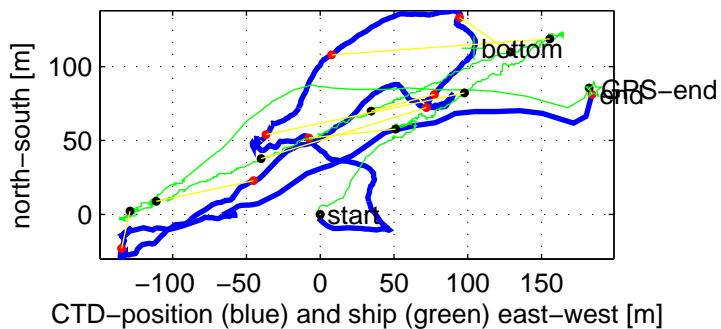 north−south [m]
100
50
0
bottom
GPS−end
end
start
−100 −50 0 50 100 150
CTD−position (blue) and ship (green) east−west [m]